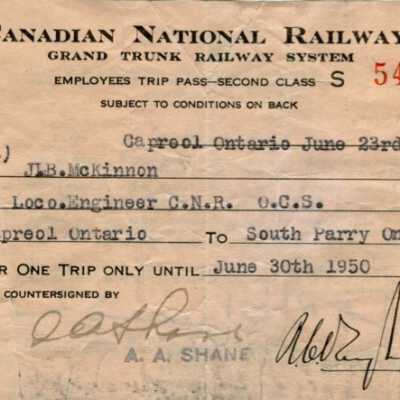 CANADIAN NATIONAL RAILWAY
GRAND TRUNK RAILWAY SYSTEM
EMPLOYEES TRIP PASS—SECOND CLASS S 54
SUBJECT TO CONDITIONS ON BACK
Capreol Ontario June 23rd
) J.B.McKinnon
Loco.Engineer C.N.R. O.C.S.
preol Ontario TO South Parry On
R ONE TRIP ONLY UNTIL June 30th 1950
COUNTERSIGNED BY
A A Shane
A. A. SHANE